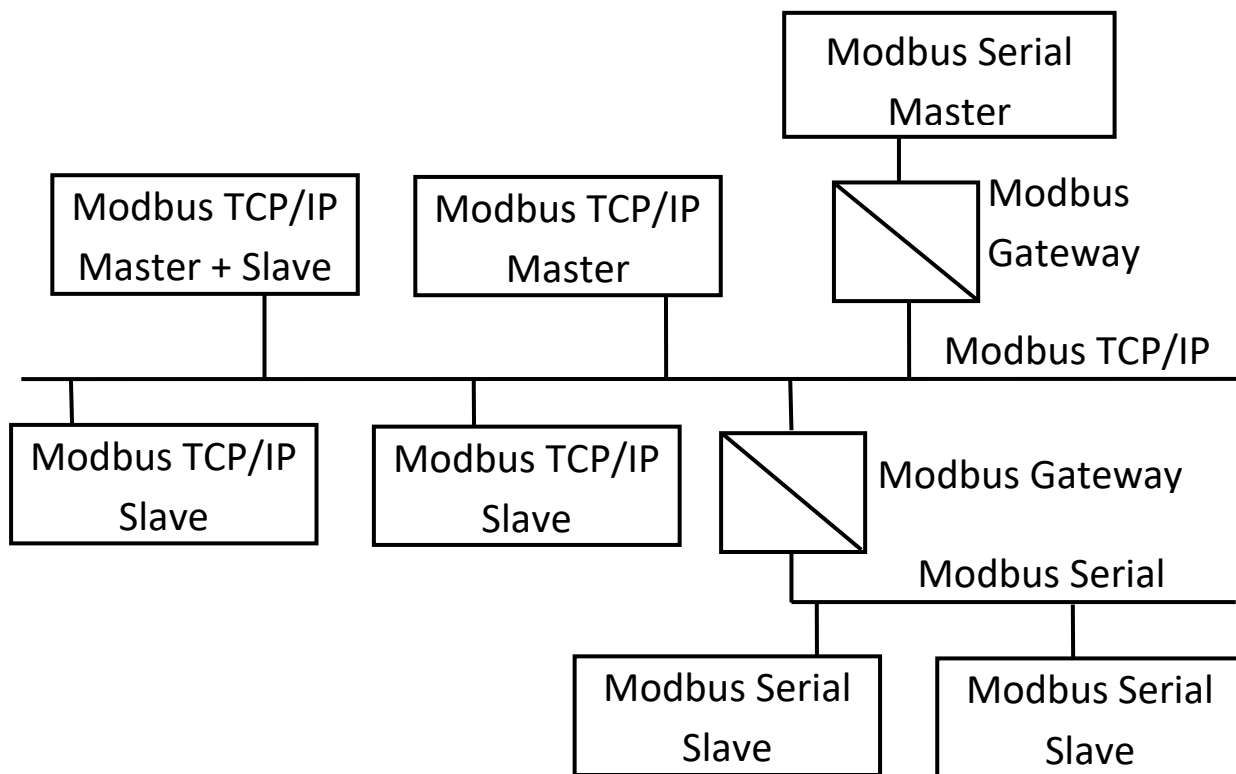 Modbus Serial
Master
Modbus TCP/IP
Master + Slave
Modbus TCP/IP
Master
Modbus
Gateway
Modbus TCP/IP
Modbus TCP/IP
Slave
Modbus TCP/IP
Slave
Modbus Gateway
Modbus Serial
Modbus Serial
Slave
Modbus Serial
Slave